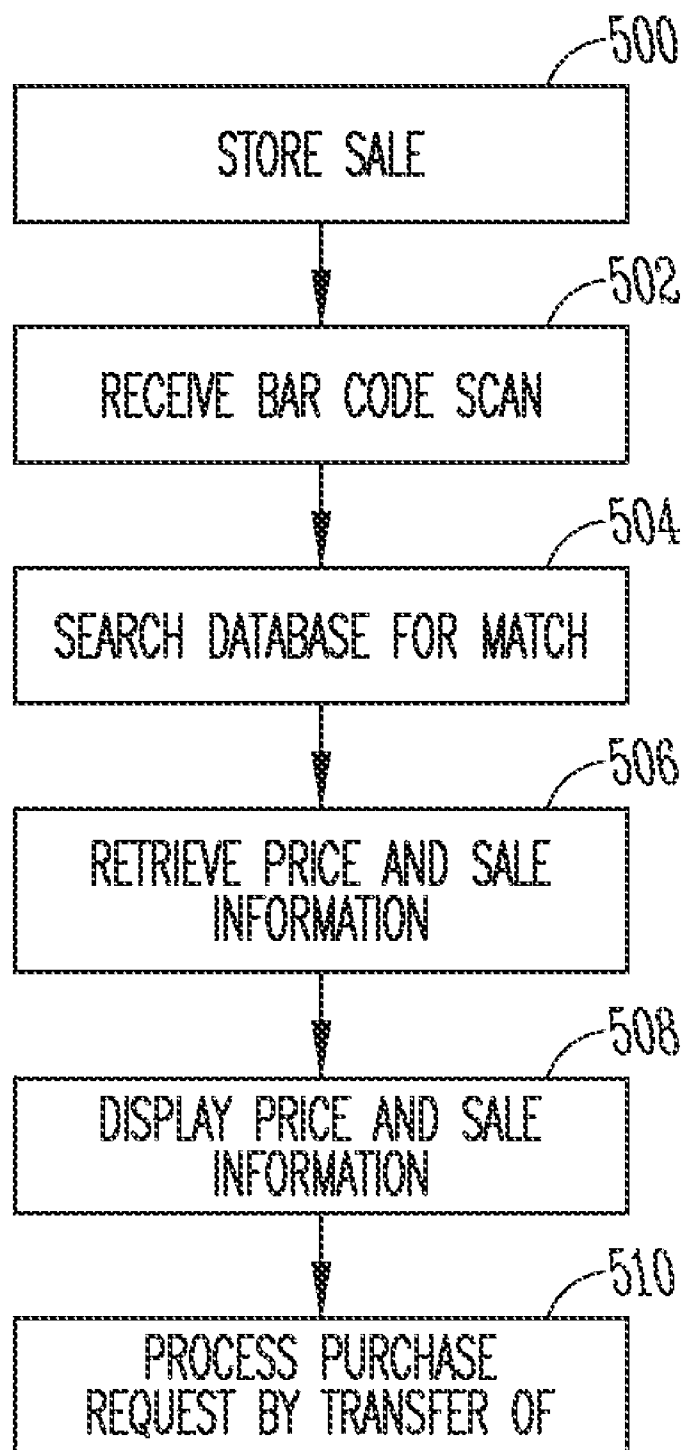 500
STORE SALE
502
RECEIVE BAR CODE SCAN
504
SEARCH DATABASE FOR MATCH
506
RETRIEVE PRICE AND SALE
INFORMATION
508
DISPLAY PRICE AND SALE
INFORMATION
510
PROCESS PURCHASE
REQUEST BY TRANSFER OF